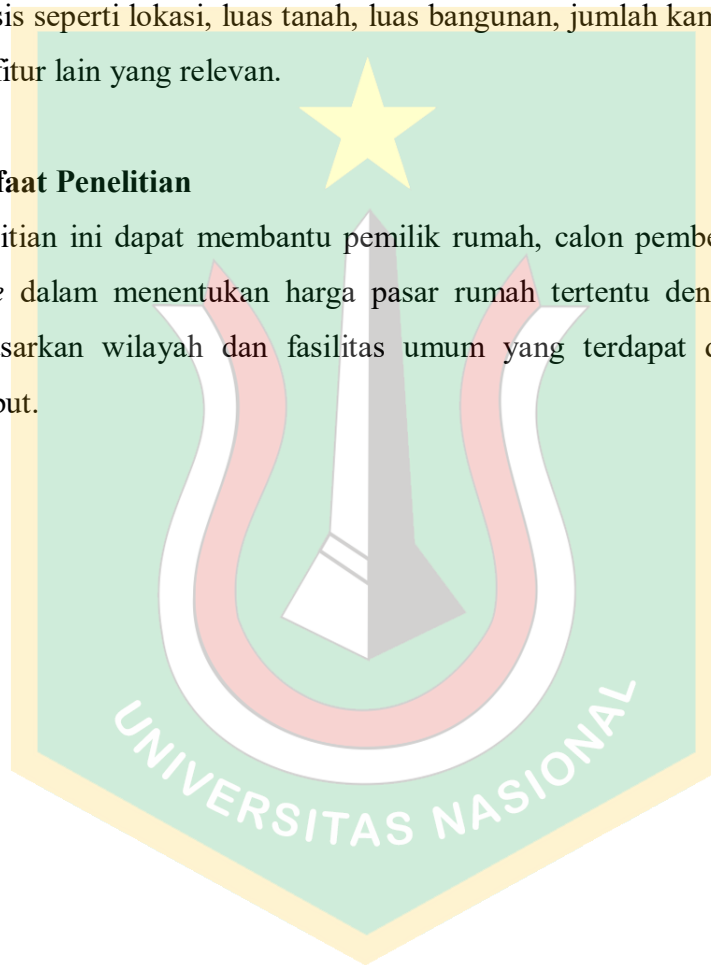 sis seperti lokasi, luas tanah, luas bangunan, jumlah kam
fitur lain yang relevan.
faat Penelitian
itian ini dapat membantu pemilik rumah, calon pembe
e dalam menentukan harga pasar rumah tertentu den
sarkan wilayah dan fasilitas umum yang terdapat d
out.
UNIVERSITAS NASIONAL